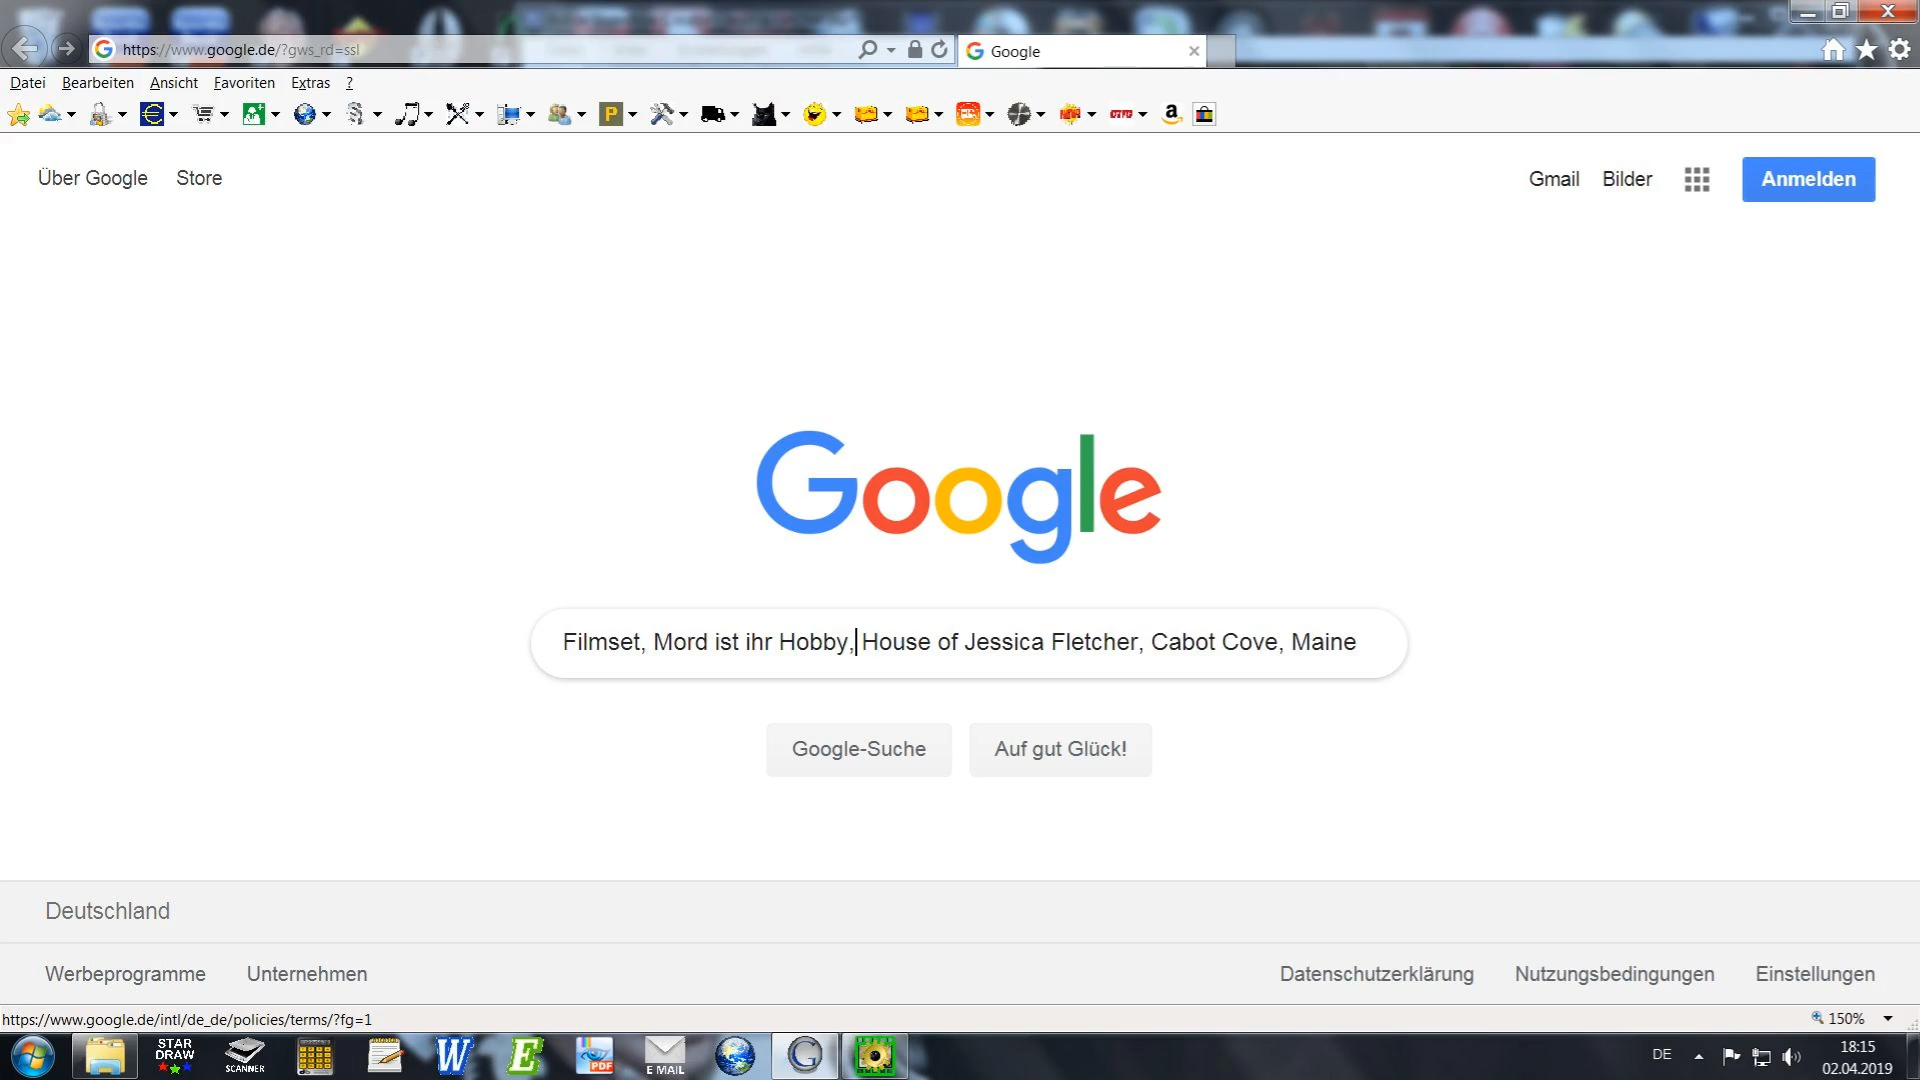 https://www.google.de/?gws_rd=ssl
Google
Datei Bearbeiten Ansicht Favoriten Extras ?
Über Google Store
Gmail Bilder Anmelden
Google
Filmset, Mord ist ihr Hobby, House of Jessica Fletcher, Cabot Cove, Maine
Google-Suche Auf gut Glück!
Deutschland
Werbeprogramme Unternehmen
Datenschutzerklärung Nutzungsbedingungen Einstellungen
https://www.google.de/intl/de_de/policies/terms/?fg=1
150%
STAR
DRAW
SCANNER
W
E
PDF
E MAIL
DE
18:15
02.04.2019